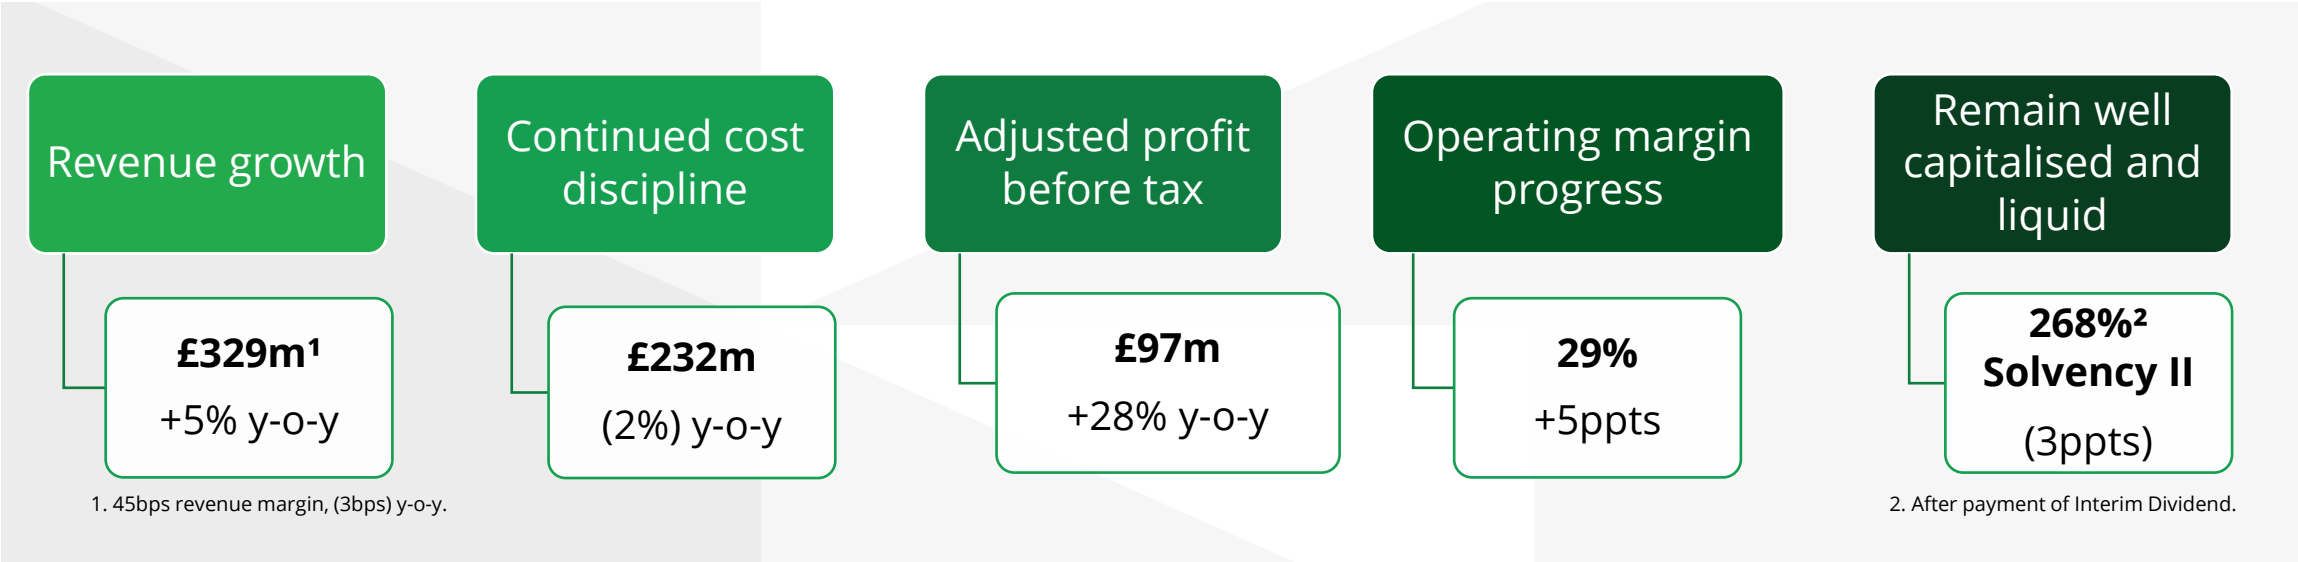 Revenue growth
£329m¹
+5% y-o-y
1. 45bps revenue margin, (3bps) y-o-y.
Continued cost
discipline
£232m
(2%) y-o-y
Adjusted profit
before tax
£97m
+28% y-o-y
Operating margin
progress
29%
+5ppts
Remain well
capitalised and
liquid
268%²
Solvency II
(3ppts)
2. After payment of Interim Dividend.